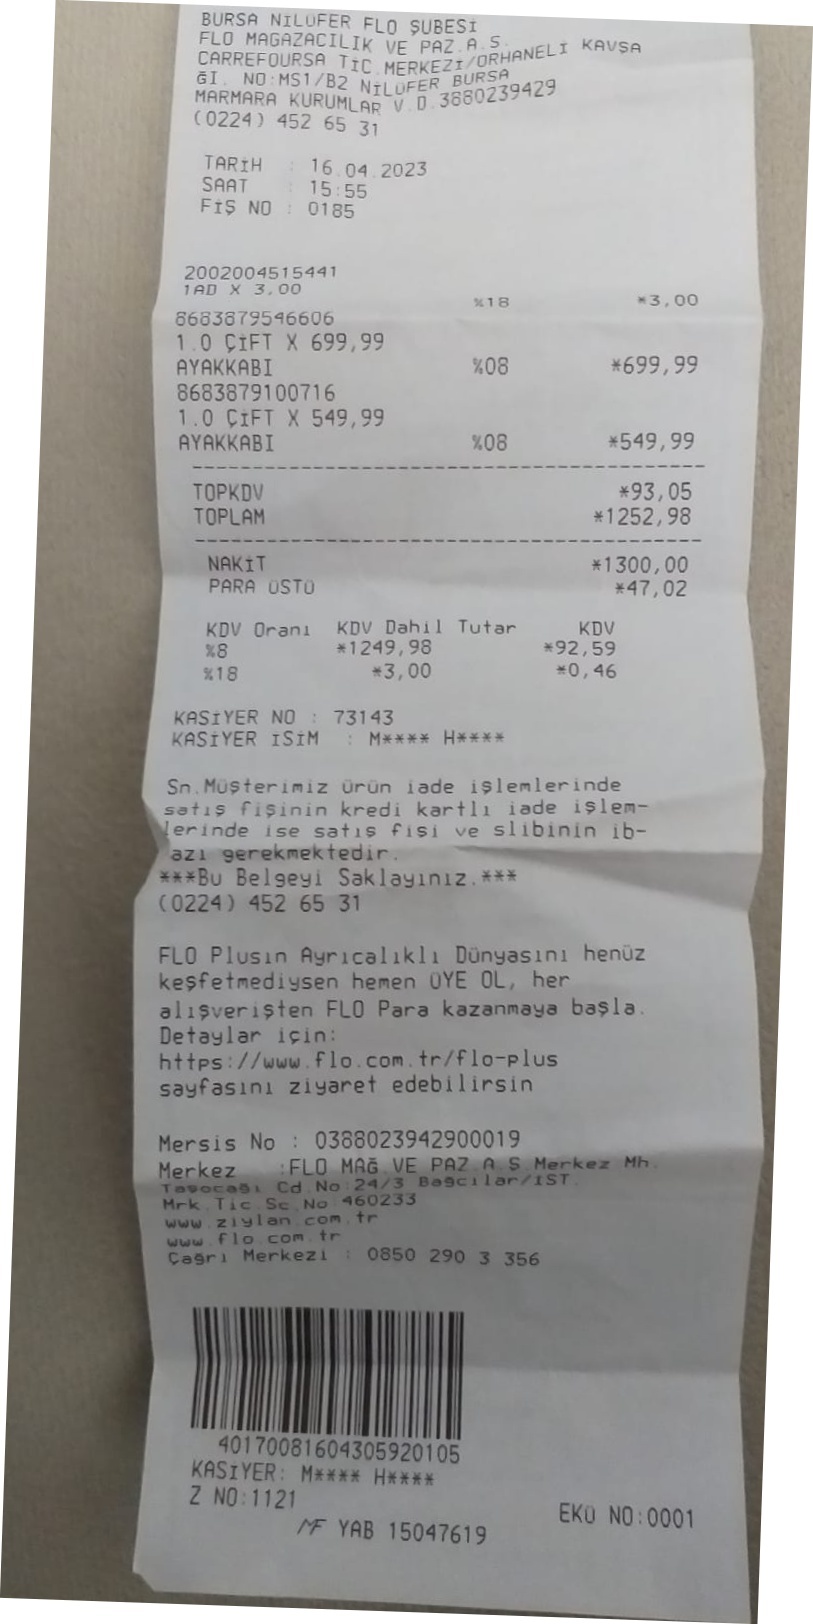 BURSA NİLÜFER FLO ŞUBESİ
FLO MAGAZACILIK VE PAZ.A.S.
CARREFOURSA TİC.MERKEZİ/ORHANELİ KAVŞA
ĞI. NO:MS1/B2 NİLÜFER BURSA
MARMARA KURUMLAR V.D.3880239429
(0224) 452 65 31
TARİH : 16.04.2023
SAAT : 15:55
FİŞ NO : 0185
2002004515441
1AD X 3,00
%18 *3,00
8683879546606
1.0 ÇİFT X 699,99
AYAKKABI %08 *699,99
8683879100716
1.0 ÇİFT X 549,99
AYAKKABI %08 *549,99
TOPKDV *93,05
TOPLAM *1252,98
NAKİT *1300,00
PARA ÜSTÜ *47,02
KDV Oranı KDV Dahil Tutar KDV
%8 *1249,98 *92,59
%18 *3,00 *0,46
KASİYER NO : 73143
KASİYER ISİM : M**** H****
Sn.Müşterimiz ürün iade işlemlerinde
satış fişinin kredi kartlı iade işlem-
lerinde ise satış fişi ve slibinin ib-
azı gerekmektedir.
***Bu Belgeyi Saklayınız.***
(0224) 452 65 31
FLO Plusın Ayrıcalıklı Dünyasını henüz
keşfetmediysen hemen ÜYE OL, her
alışverişten FLO Para kazanmaya başla.
Detaylar için:
https://www.flo.com.tr/flo-plus
sayfasını ziyaret edebilirsin
Mersis No : 0388023942900019
Merkez :FLO MAĞ.VE PAZ.A.Ş.Merkez Mh.
Tavocağı Cd.No:24/3 Bağcılar/IST.
Mrk.Tic.Sc.No:460233
www.ziylan.com.tr
www.flo.com.tr
Çağrı Merkezi : 0850 290 3 356
40170081604305920105
KASİYER: M**** H****
Z NO:1121
EKÜ NO:0001
MF YAB 15047619